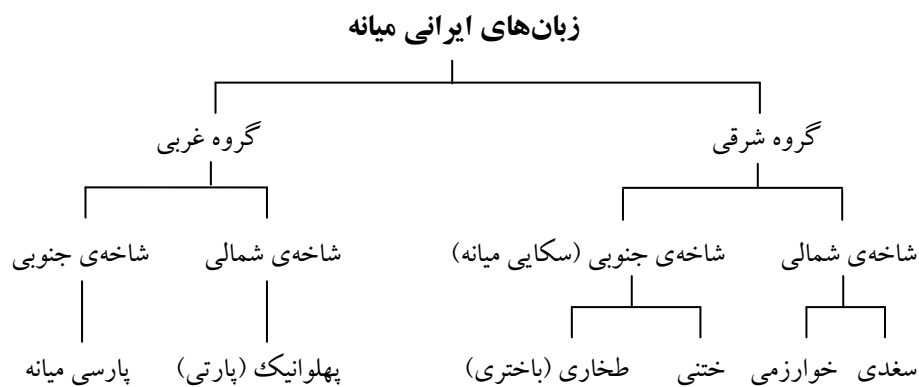 زبان‌های ایرانی میانه
گروه شرقی گروه غربی
شاخه‌ی شمالی شاخه‌ی جنوبی (سکایی میانه) شاخه‌ی شمالی شاخه‌ی جنوبی
سغدی خوارزمی ختنی طخاری (باختری) پهلوانیک (پارتی) پارسی میانه